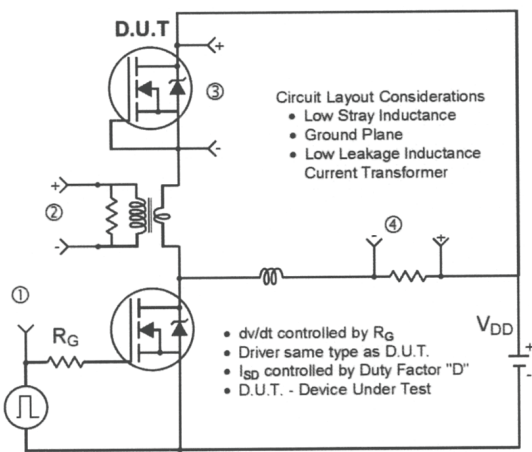 D.U.T
+
③
-
Circuit Layout Considerations
• Low Stray Inductance
• Ground Plane
• Low Leakage Inductance
Current Transformer
+
②
-
④
-
+
①
RG
• dv/dt controlled by RG
• Driver same type as D.U.T.
• ISD controlled by Duty Factor "D"
• D.U.T. - Device Under Test
VDD
+
-